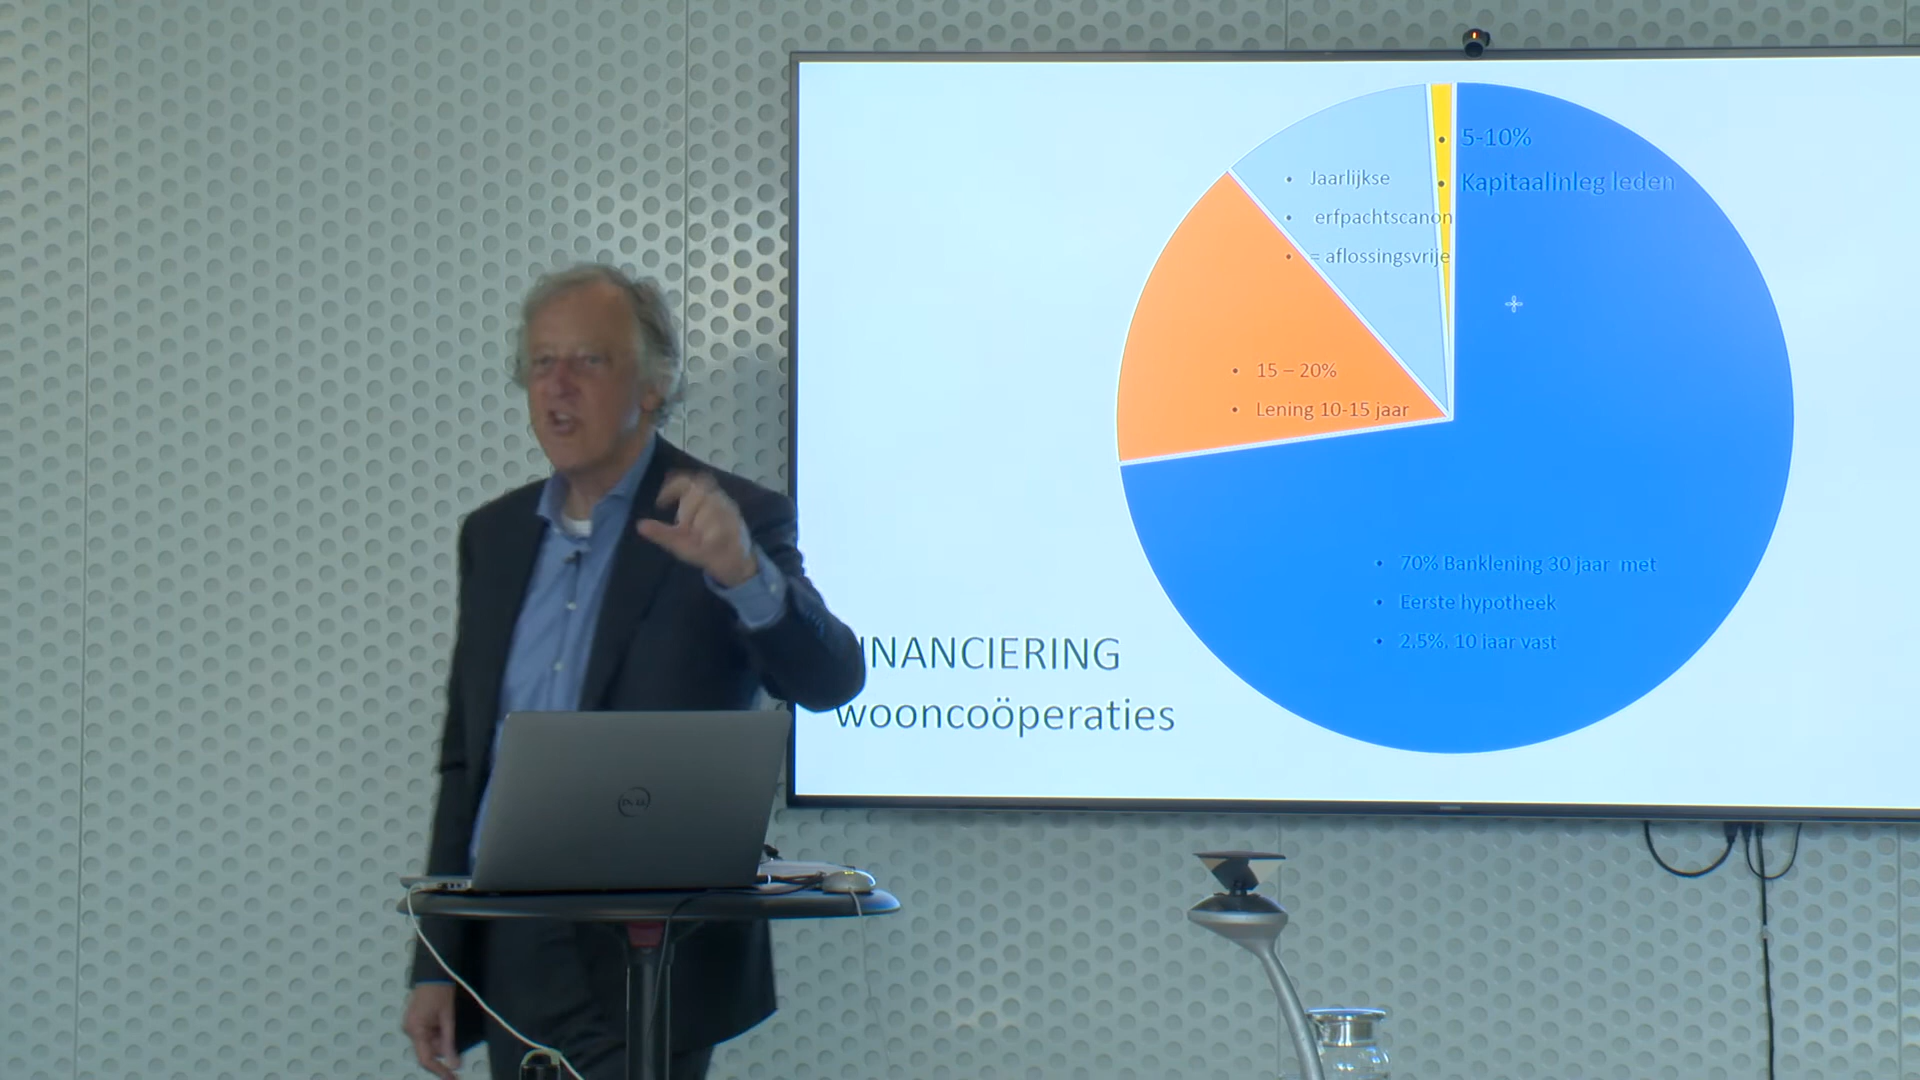 • 5-10%
• Kapitaalinleg leden
• Jaarlijkse
• erfpachtscanon
• = aflossingsvrije
• 15 – 20%
• Lening 10-15 jaar
• 70% Banklening 30 jaar met
• Eerste hypotheek
• 2,5%, 10 jaar vast
INANCIERING
wooncoöperaties
DELL